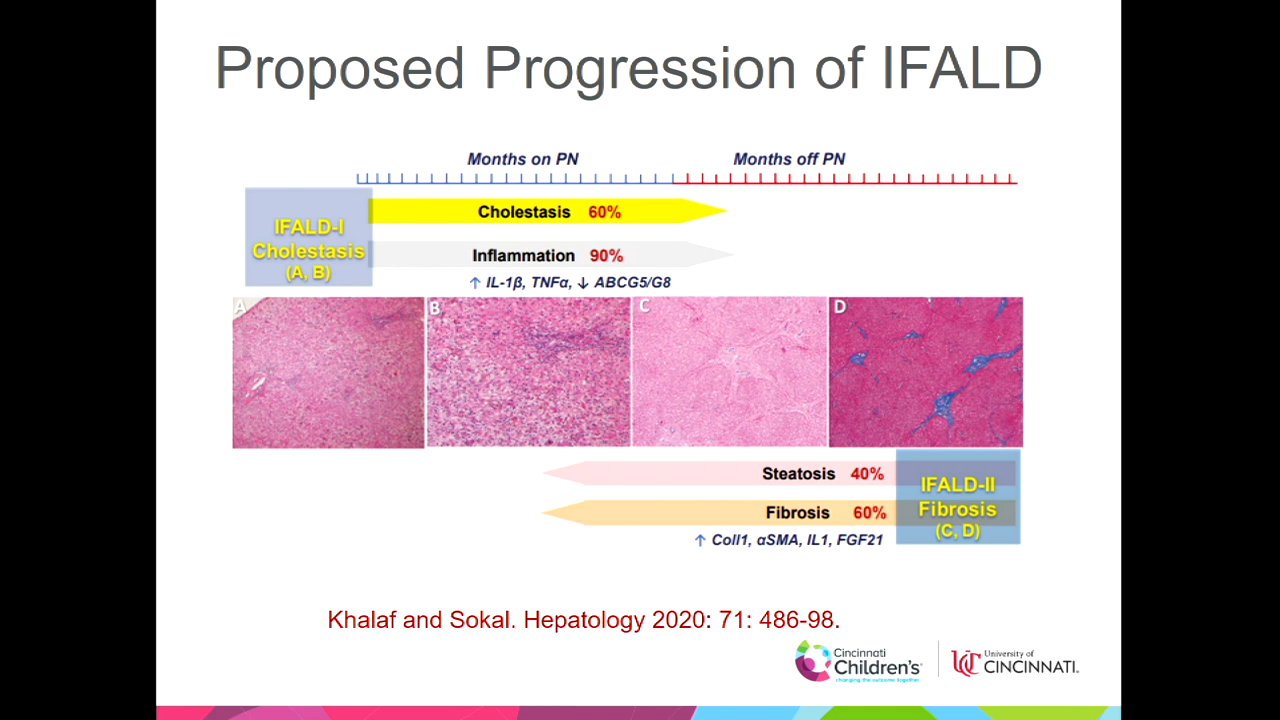 Proposed Progression of IFALD
Months on PN
Months off PN
IFALD-I
Cholestasis
(A, B)
Cholestasis 60%
Inflammation 90%
↑ IL-1β, TNFα, ↓ ABCG5/G8
A
B
C
D
Steatosis 40%
Fibrosis 60%
↑ Coll1, αSMA, IL1, FGF21
IFALD-II
Fibrosis
(C, D)
Khalaf and Sokal. Hepatology 2020: 71: 486-98.
Cincinnati
Children's
changing the outcome together
UC
University of
CINCINNATI